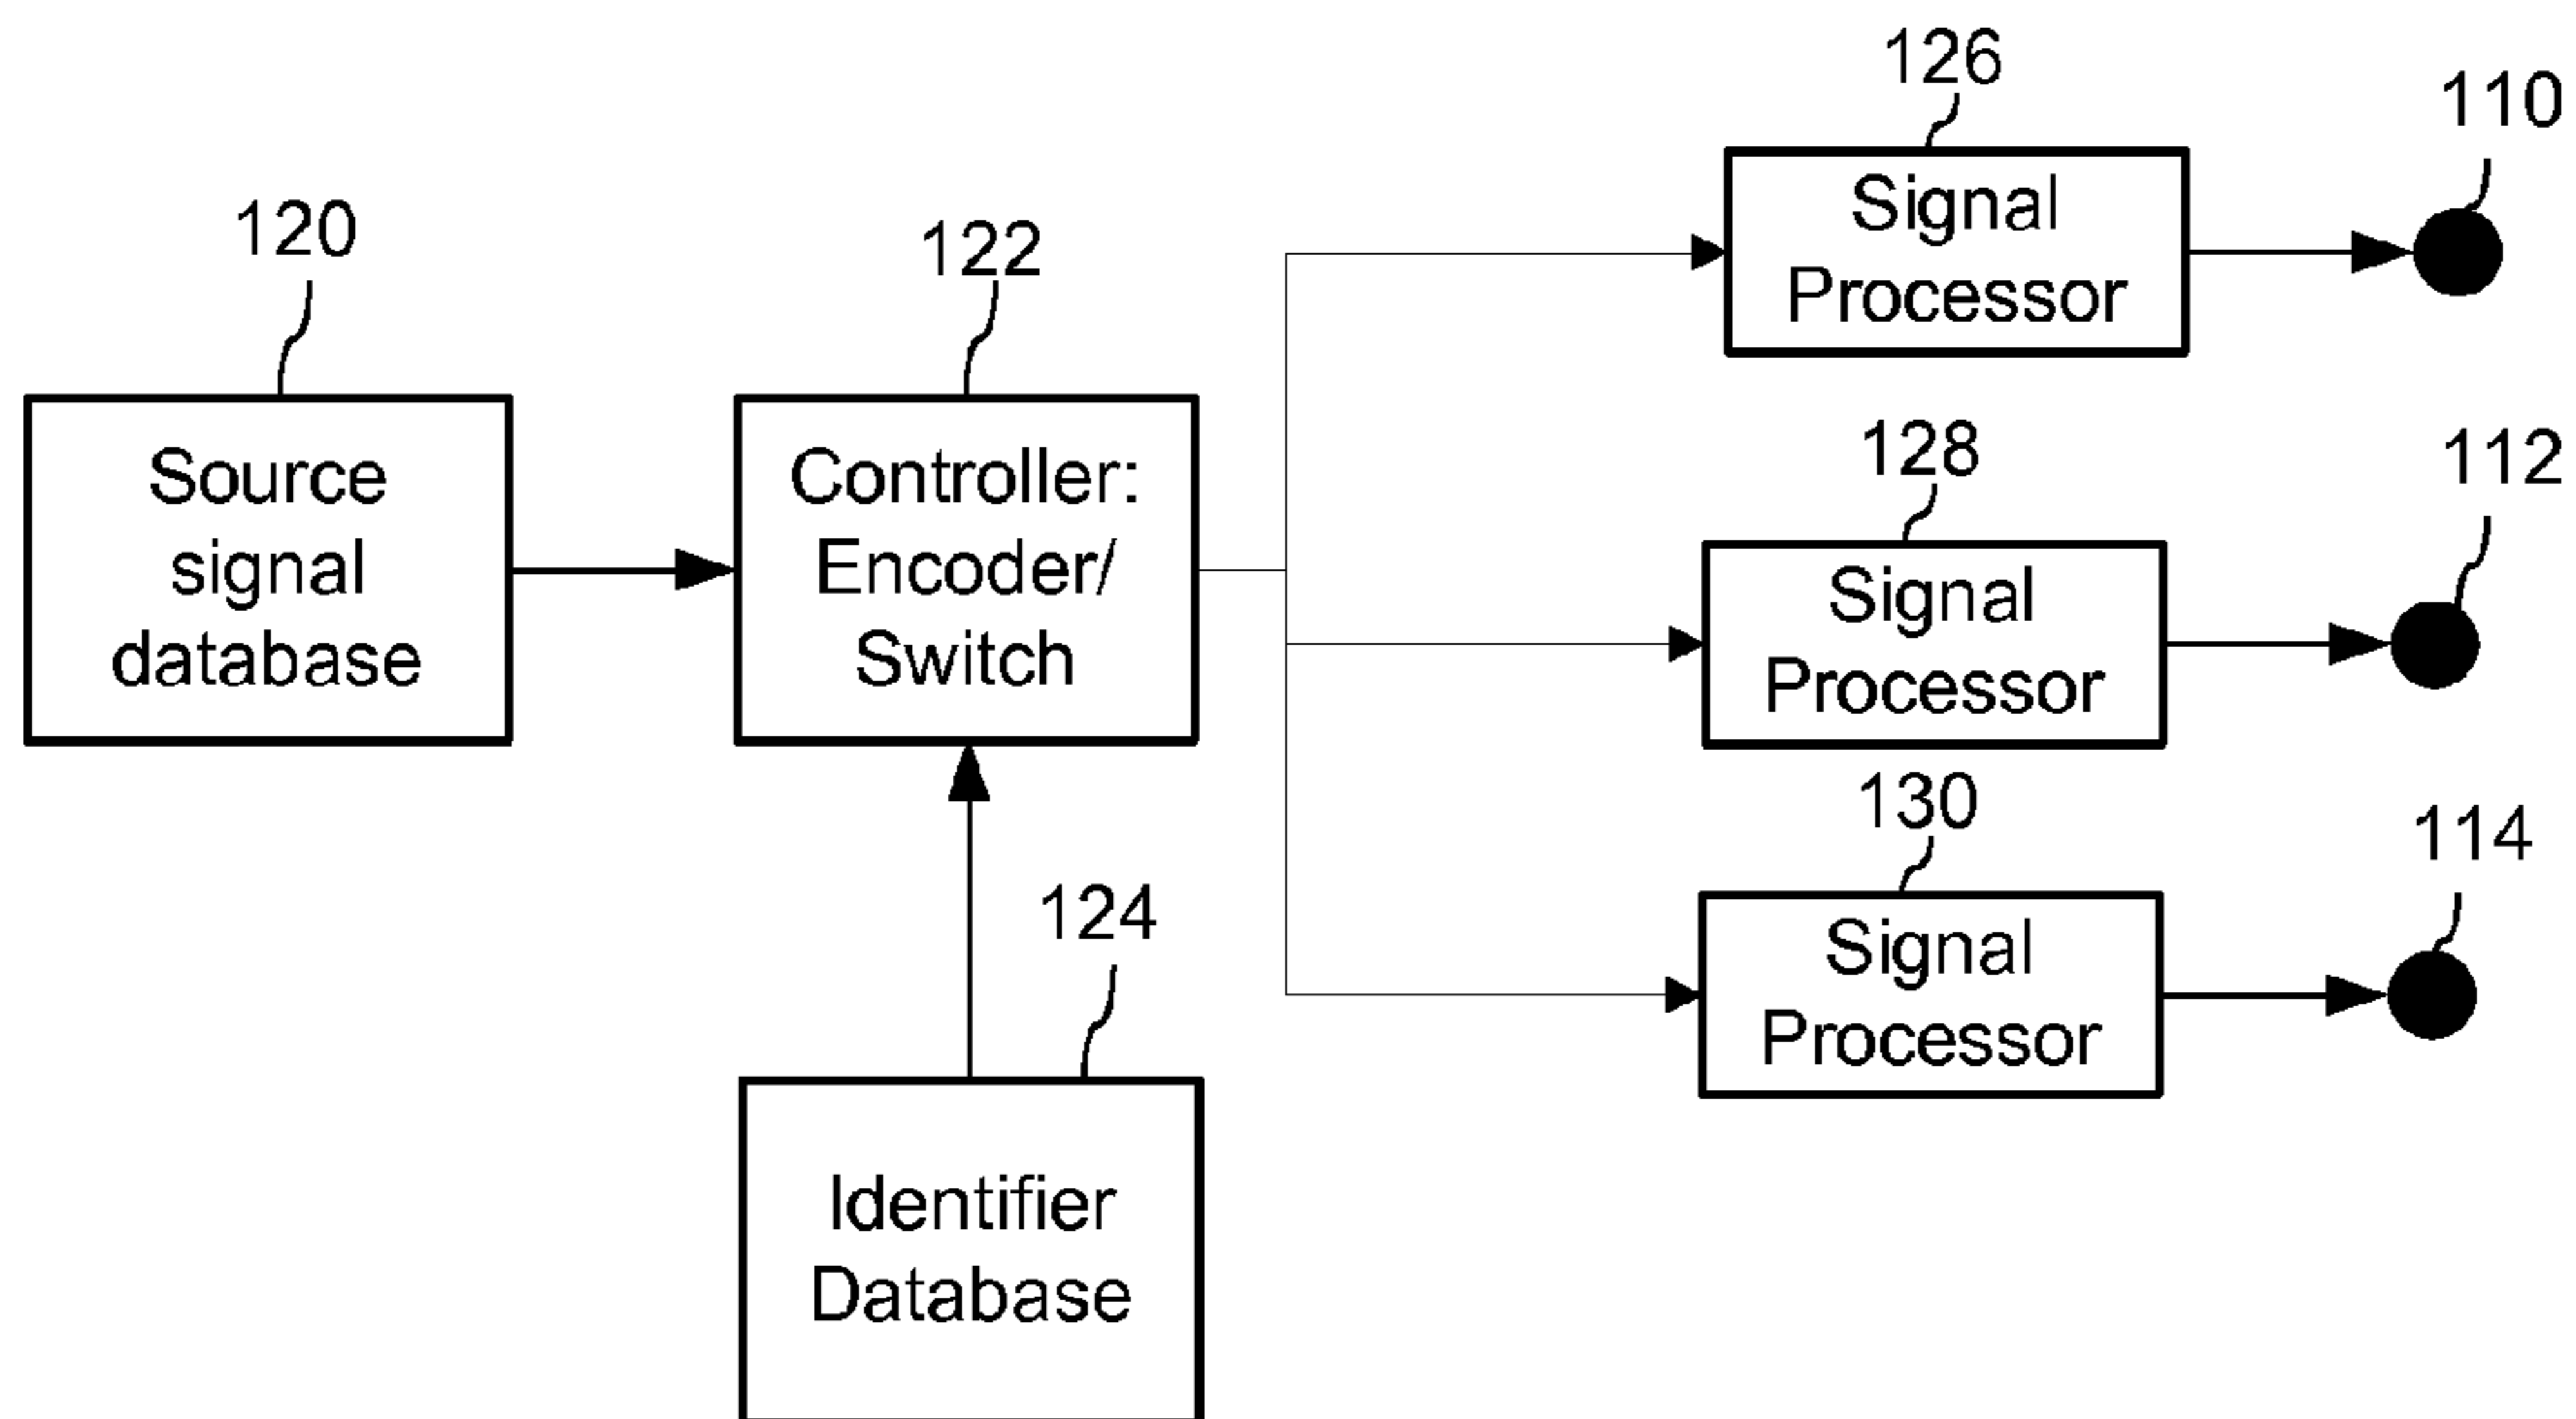 126
110
Signal
Processor
120
122
Source
signal
database
Controller:
Encoder/
Switch
128
112
Signal
Processor
130
114
Signal
Processor
124
Identifier
Database